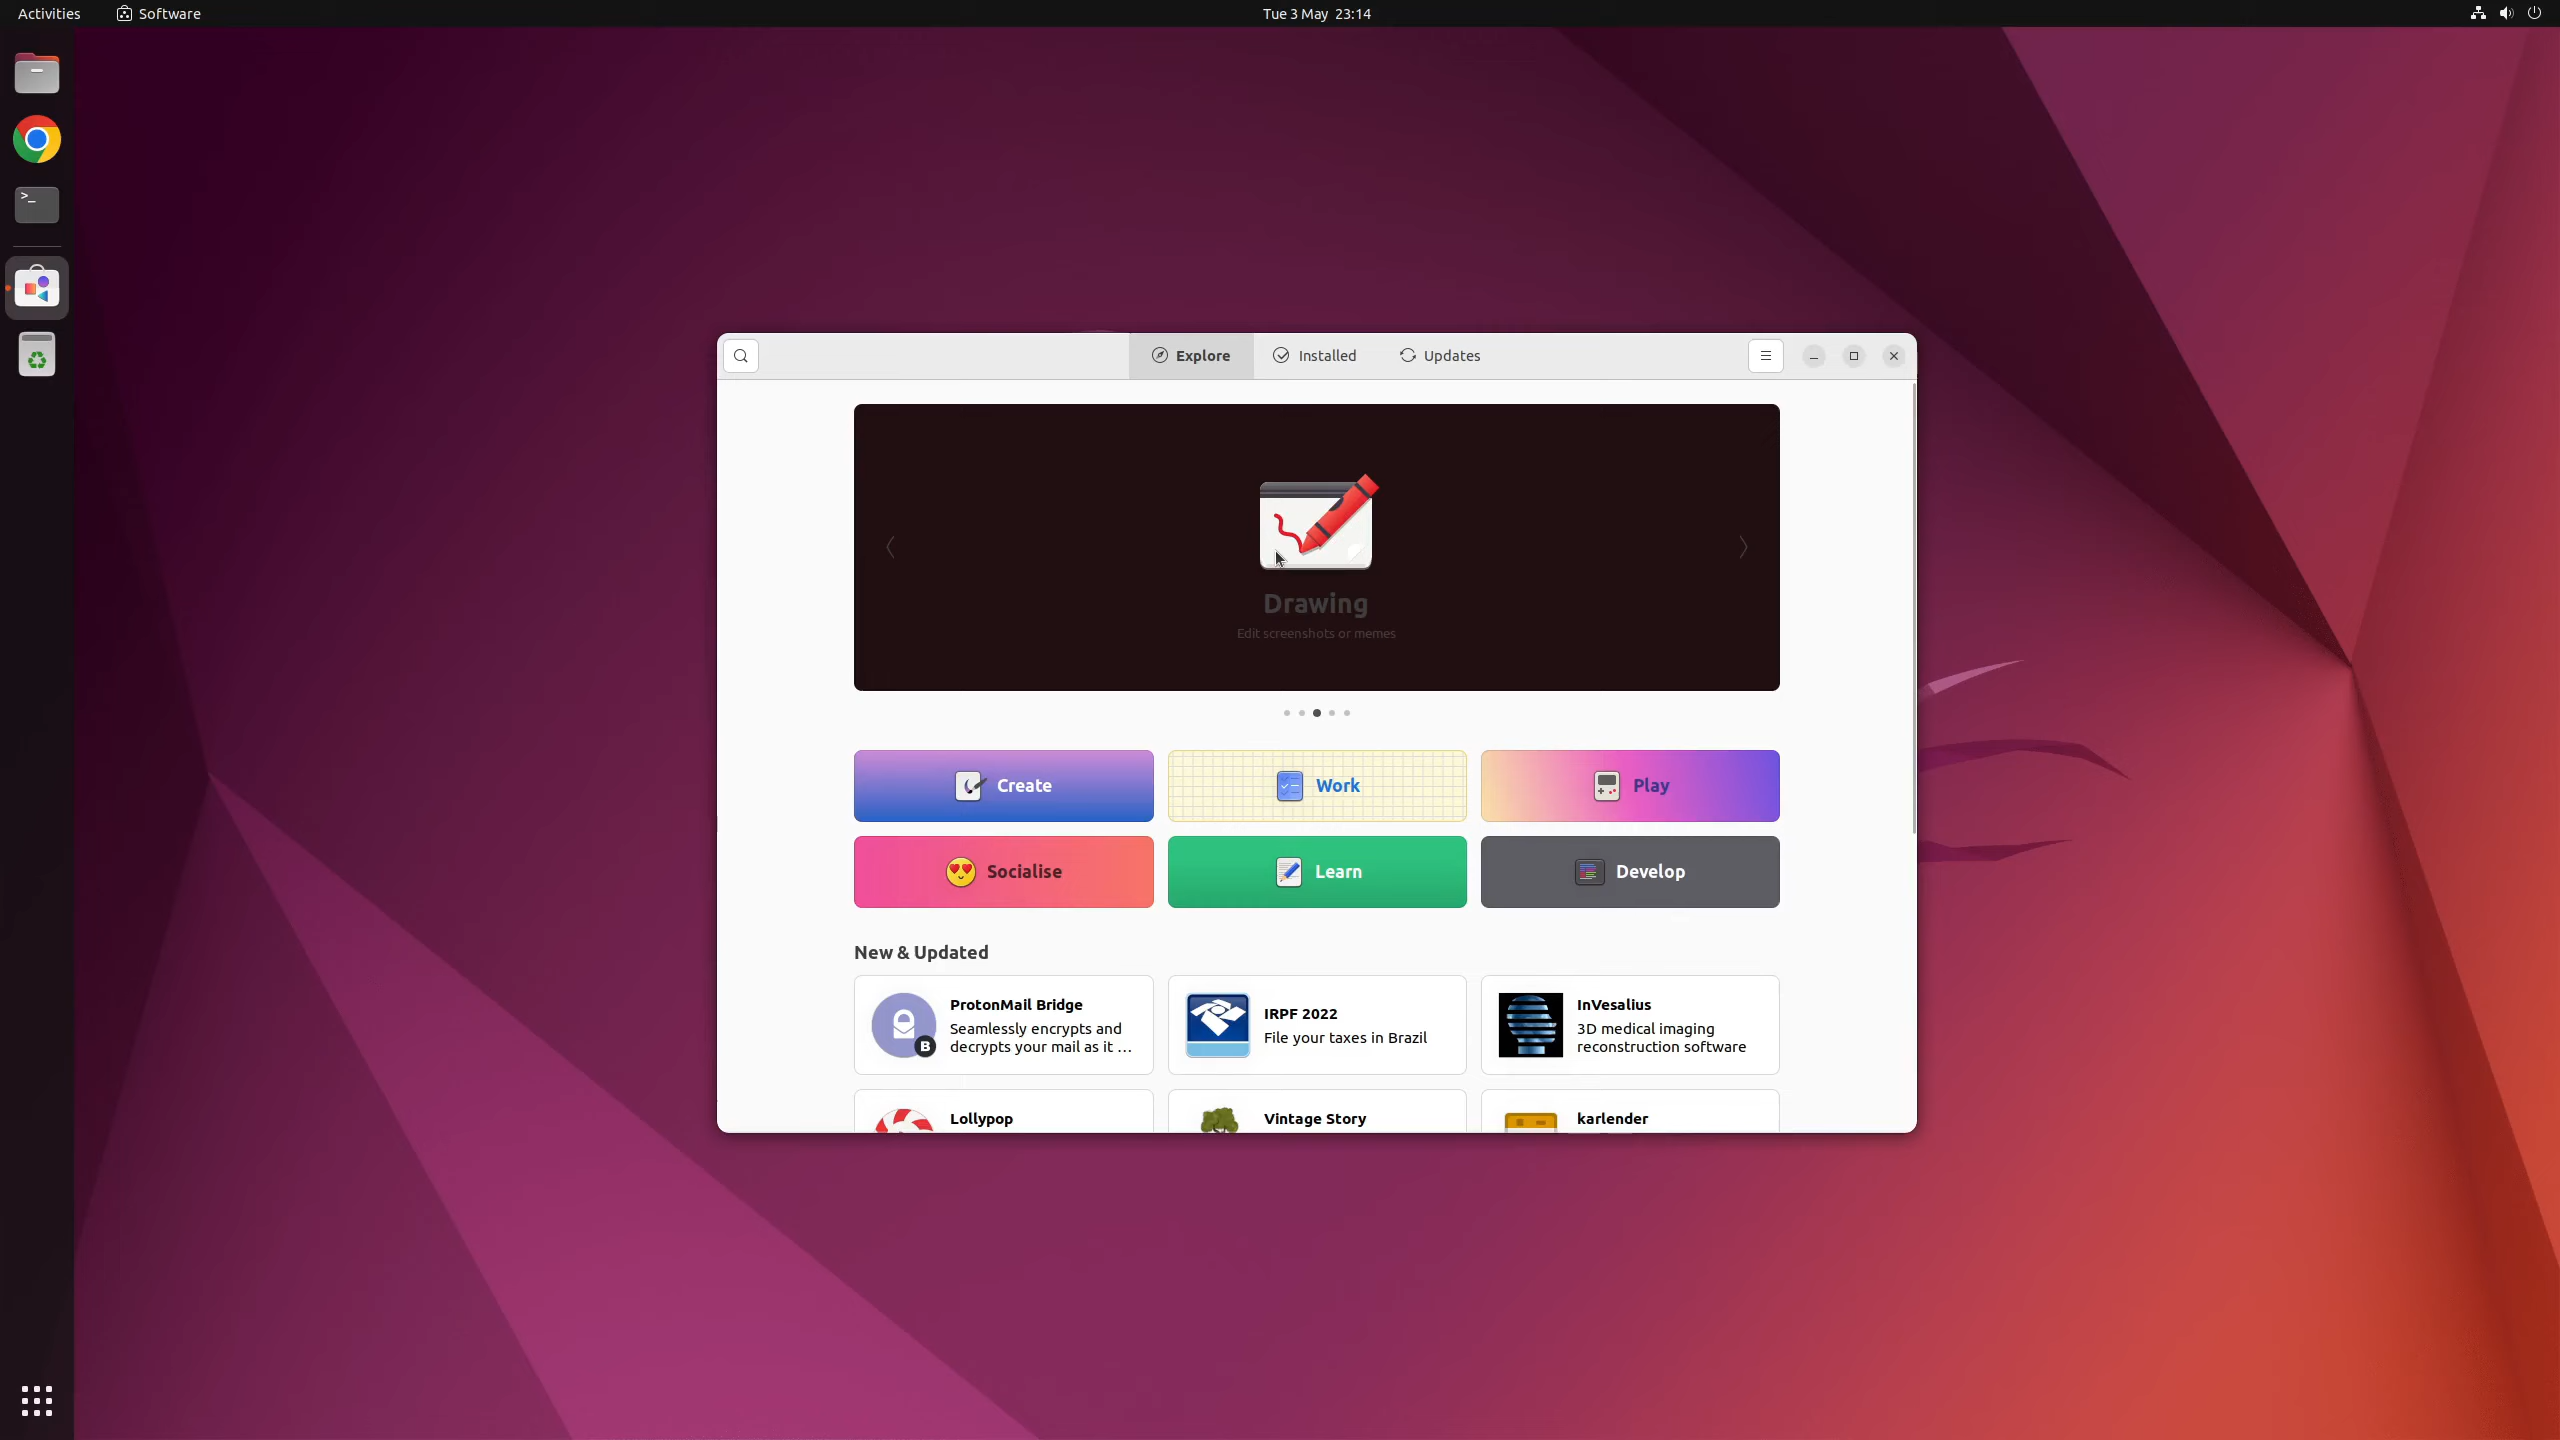 Activities
Software
Tue 3 May 23:14
>_
Explore
Installed
Updates
Drawing
Edit screenshots or memes
Create
Work
Play
Socialise
Learn
Develop
New & Updated
ProtonMail Bridge
Seamlessly encrypts and
decrypts your mail as it ...
B
IRPF 2022
File your taxes in Brazil
InVesalius
3D medical imaging
reconstruction software
Lollypop
Vintage Story
karlender